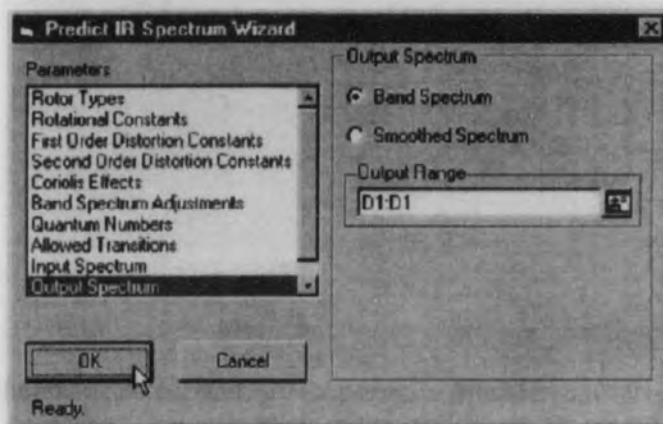 Predict IR Spectrum Wizard
Parameters
Rotor Types
Rotational Constants
First Order Distortion Constants
Second Order Distortion Constants
Coriolis Effects
Band Spectrum Adjustments
Quantum Numbers
Allowed Transitions
Input Spectrum
Output Spectrum
OK
Cancel
Ready.
Output Spectrum
Band Spectrum
Smoothed Spectrum
Output Range
D1:D1